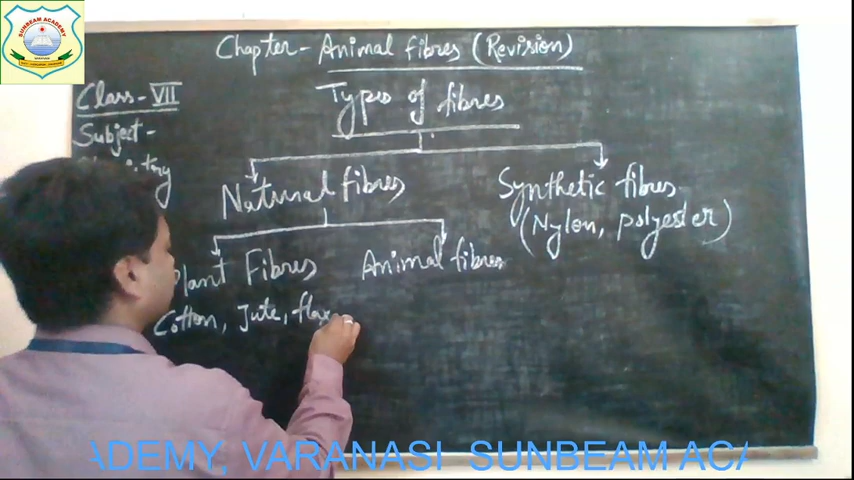 SUNBEAM ACADEMY
Chapter - Animal fibres (Revision)
Class - VII
Types of fibres
Subject -
Natural fibres
Synthetic fibres
(Nylon, polyester)
Plant Fibres
Animal fibres
Cotton, Jute, flax
ADEMY, VARANASI SUNBEAM ACA